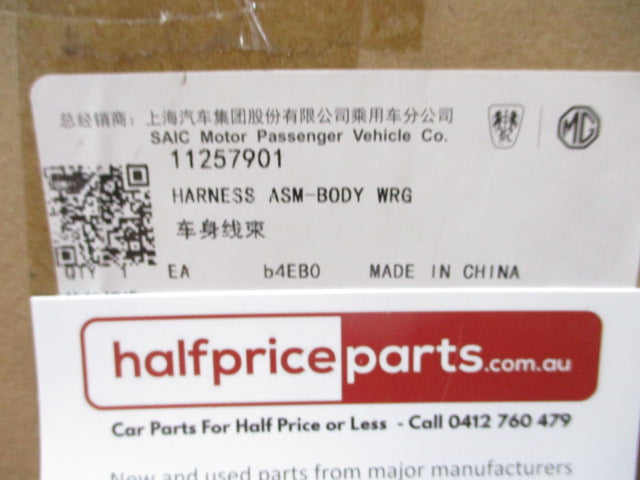 总经销商：上海汽车集团股份有限公司乘用车分公司
SAIC Motor Passenger Vehicle Co.
MG
11257901
HARNESS ASM-BODY WRG
车身线束
QTY 1 EA b4EB0 MADE IN CHINA
halfpriceparts.com.au
Car Parts For Half Price or Less - Call 0412 760 479
New and used parts from major manufacturers